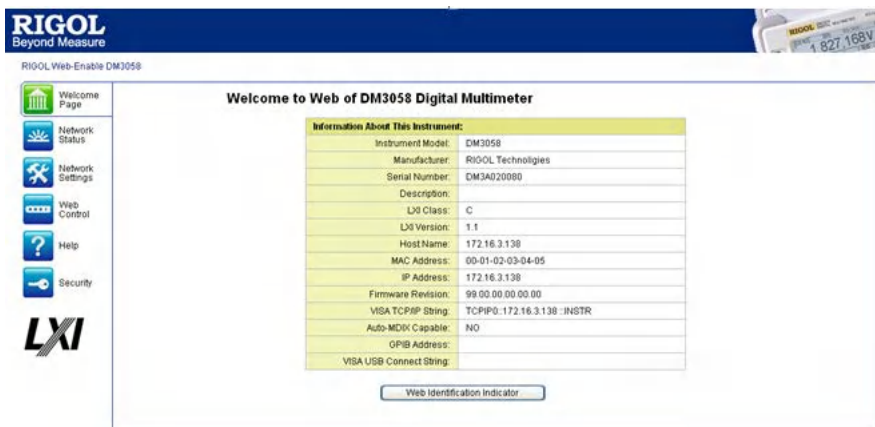 RIGOL
Beyond Measure
RIGOL
1.827,168V
RIGOL Web-Enable DM3058
Welcome
Page
Network
Status
Network
Settings
Web
Control
Help
Security
LXI
Welcome to Web of DM3058 Digital Multimeter
Information About This Instrument:
Instrument Model: DM3058
Manufacturer: RIGOL Technoligies
Serial Number: DM3A020080
Description:
LXI Class: C
LXI Version: 1.1
Host Name: 172.16.3.138
MAC Address: 00-01-02-03-04-05
IP Address: 172.16.3.138
Firmware Revision: 99.00.00.00.00.00
VISA TCP/IP String: TCPIP0::172.16.3.138::INSTR
Auto-MDIX Capable: NO
GPIB Address:
VISA USB Connect String:
Web Identification Indicator